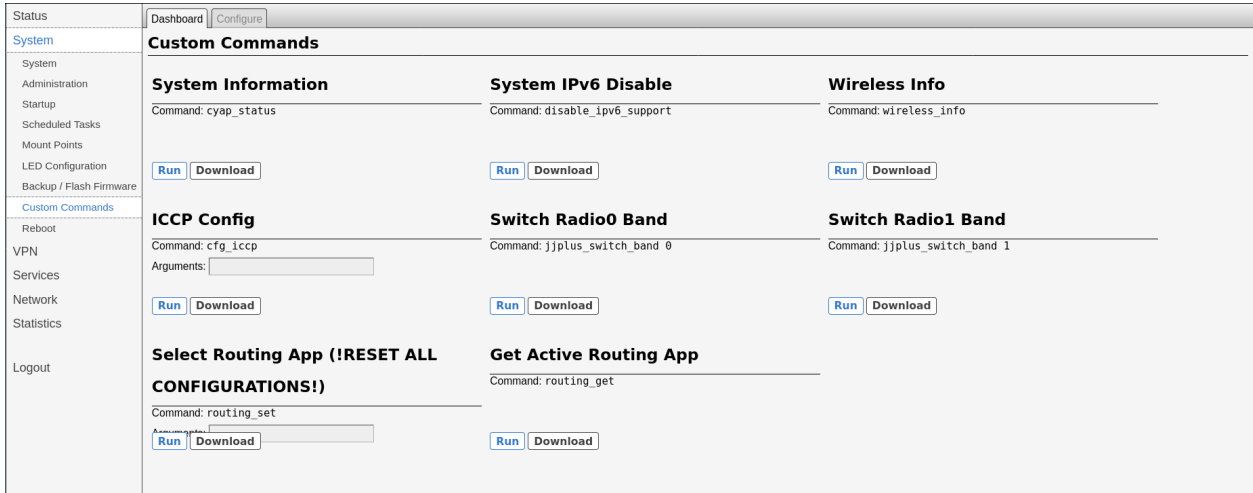 Status
System
System
Administration
Startup
Scheduled Tasks
Mount Points
LED Configuration
Backup / Flash Firmware
Custom Commands
Reboot
VPN
Services
Network
Statistics
Logout
Dashboard Configure
Custom Commands
System Information
Command: cyap_status
Run Download
System IPv6 Disable
Command: disable_ipv6_support
Run Download
Wireless Info
Command: wireless_info
Run Download
ICCP Config
Command: cfg_iccp
Arguments:
Run Download
Switch Radio0 Band
Command: jjplus_switch_band 0
Run Download
Switch Radio1 Band
Command: jjplus_switch_band 1
Run Download
Select Routing App (!RESET ALL
CONFIGURATIONS!)
Command: routing_set
Arguments:
Run Download
Get Active Routing App
Command: routing_get
Run Download